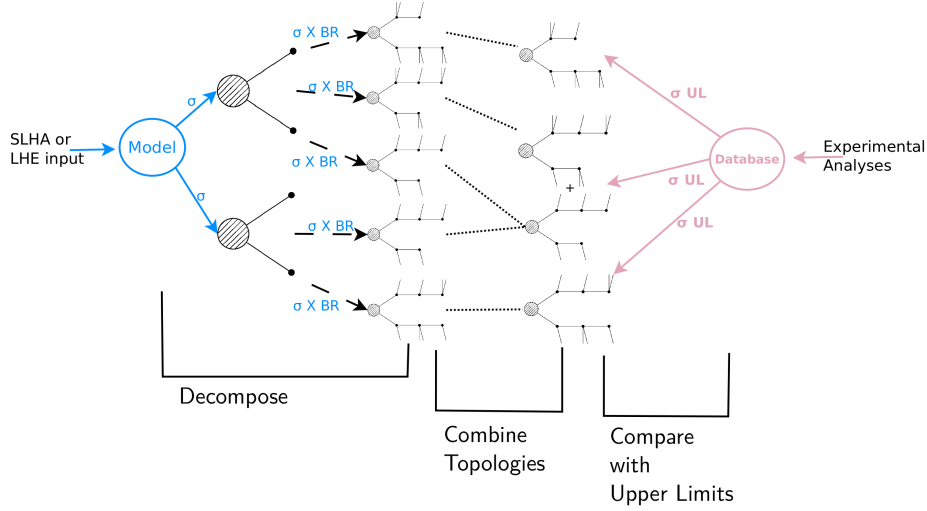 σ X BR
σ X BR
σ UL
σ
SLHA or
LHE input
Model
Experimental
Analyses
Database
σ X BR
σ UL
+
σ
σ X BR
σ UL
σ X BR
Decompose
Combine
Topologies
Compare
with
Upper Limits